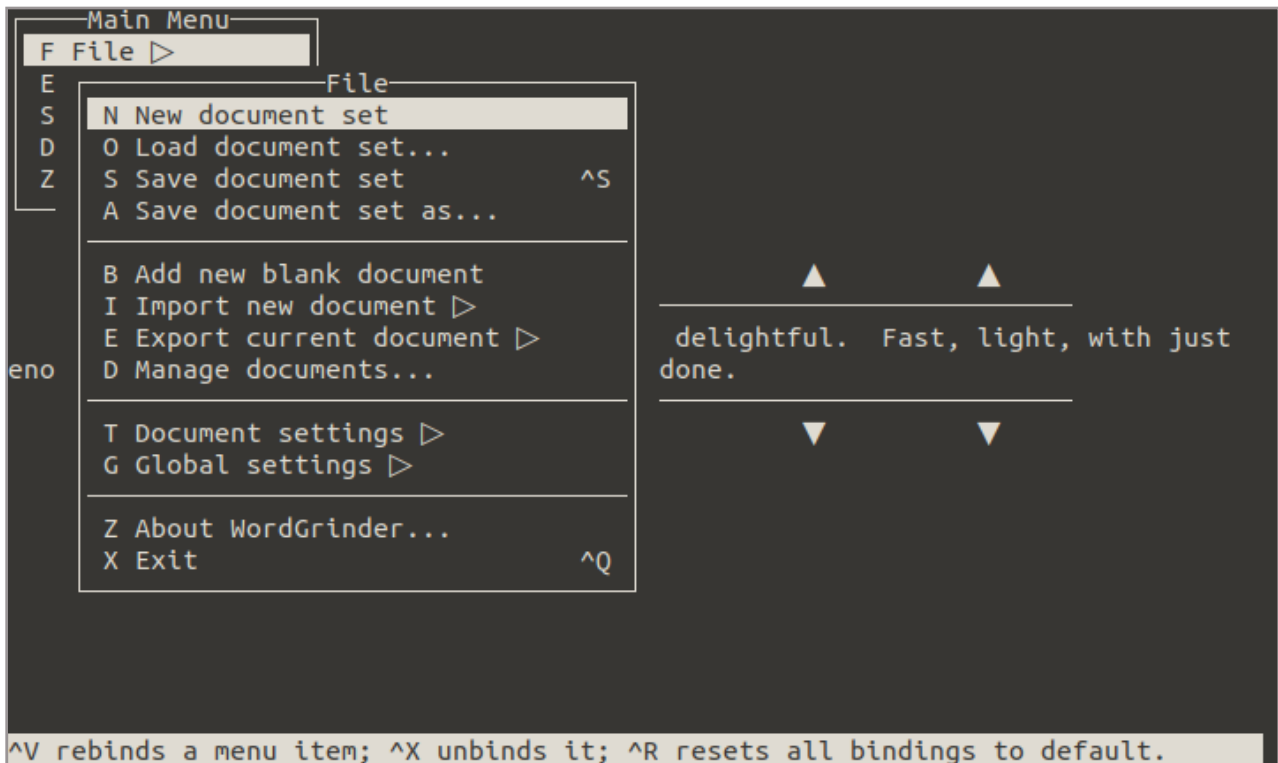 Main Menu
F File ▷
E
S
D
Z
File
N New document set
O Load document set...
S Save document set ^S
A Save document set as...
B Add new blank document
I Import new document ▷
E Export current document ▷
D Manage documents...
T Document settings ▷
G Global settings ▷
Z About WordGrinder...
X Exit ^Q
eno
delightful.  Fast, light, with just
done.
^V rebinds a menu item; ^X unbinds it; ^R resets all bindings to default.